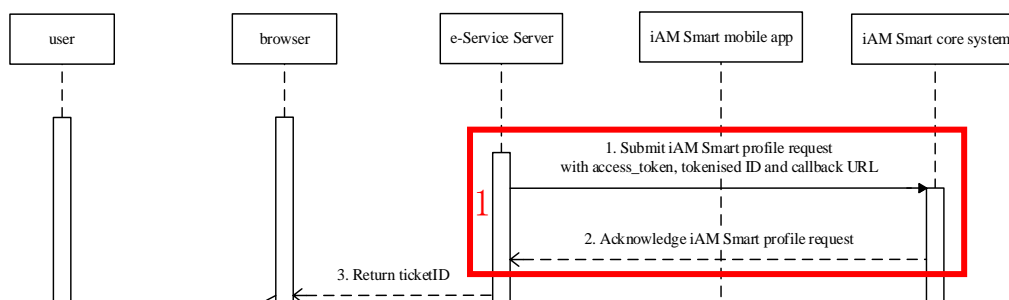 user
browser
e-Service Server
iAM Smart mobile app
iAM Smart core system
1. Submit iAM Smart profile request
with access_token, tokenised ID and callback URL
1
2. Acknowledge iAM Smart profile request
3. Return ticketID